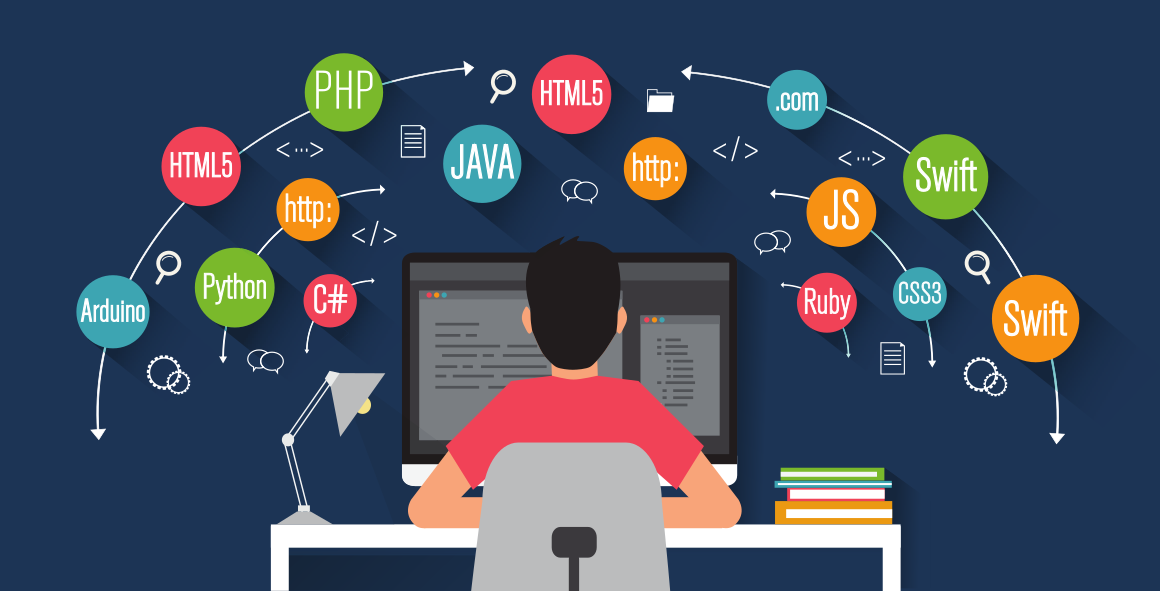 PHP
HTML5
.com
HTML5
JAVA
http:
Swift
http:
JS
Python
C#
Ruby
CSS3
Arduino
Swift